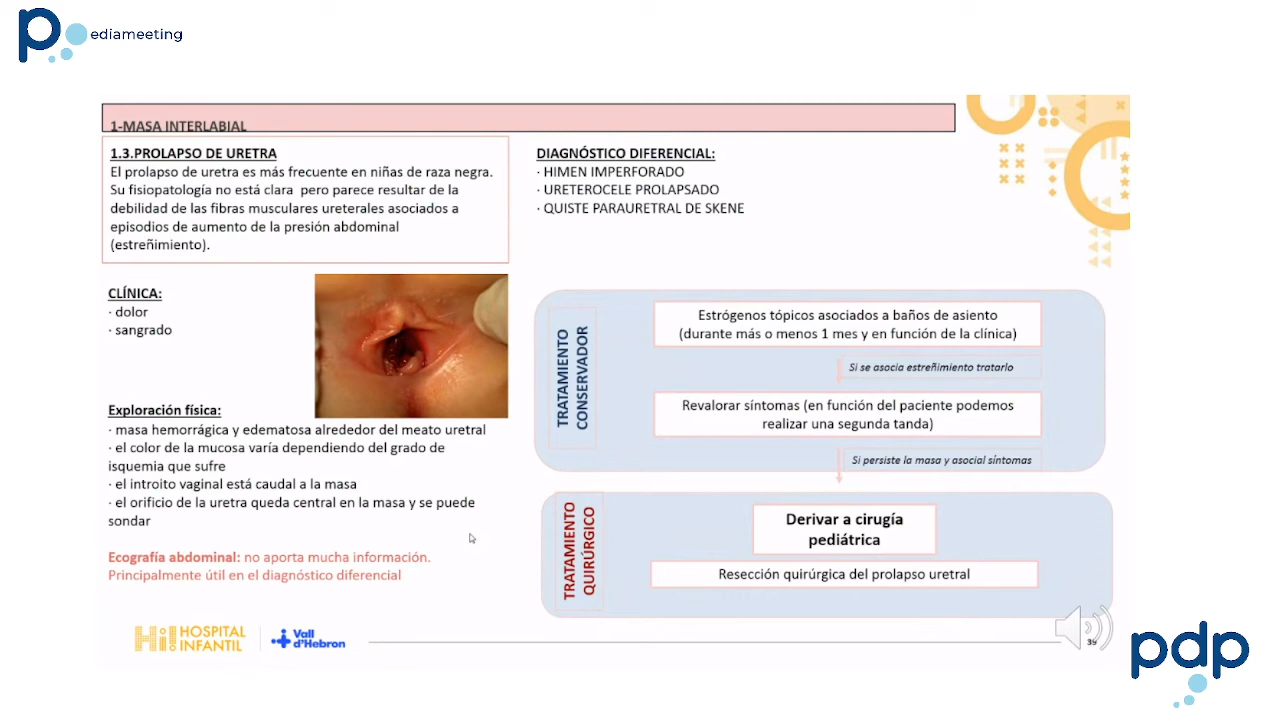 pediameeting
1-MASA INTERLABIAL
1.3.PROLAPSO DE URETRA
El prolapso de uretra es más frecuente en niñas de raza negra.
Su fisiopatología no está clara pero parece resultar de la
debilidad de las fibras musculares ureterales asociados a
episodios de aumento de la presión abdominal
(estreñimiento).
CLÍNICA:
· dolor
· sangrado
Exploración física:
· masa hemorrágica y edematosa alrededor del meato uretral
· el color de la mucosa varía dependiendo del grado de
isquemia que sufre
· el introito vaginal está caudal a la masa
· el orificio de la uretra queda central en la masa y se puede
sondar
Ecografía abdominal: no aporta mucha información.
Principalmente útil en el diagnóstico diferencial
DIAGNÓSTICO DIFERENCIAL:
· HIMEN IMPERFORADO
· URETEROCELE PROLAPSADO
· QUISTE PARAURETRAL DE SKENE
TRATAMIENTO
CONSERVADOR
Estrógenos tópicos asociados a baños de asiento
(durante más o menos 1 mes y en función de la clínica)
Si se asocia estreñimiento tratarlo
Revalorar síntomas (en función del paciente podemos
realizar una segunda tanda)
Si persiste la masa y asocial síntomas
TRATAMIENTO
QUIRÚRGICO
Derivar a cirugía
pediátrica
Resección quirúrgica del prolapso uretral
Hi! HOSPITAL
INFANTIL
Vall
d'Hebron
39
pdp